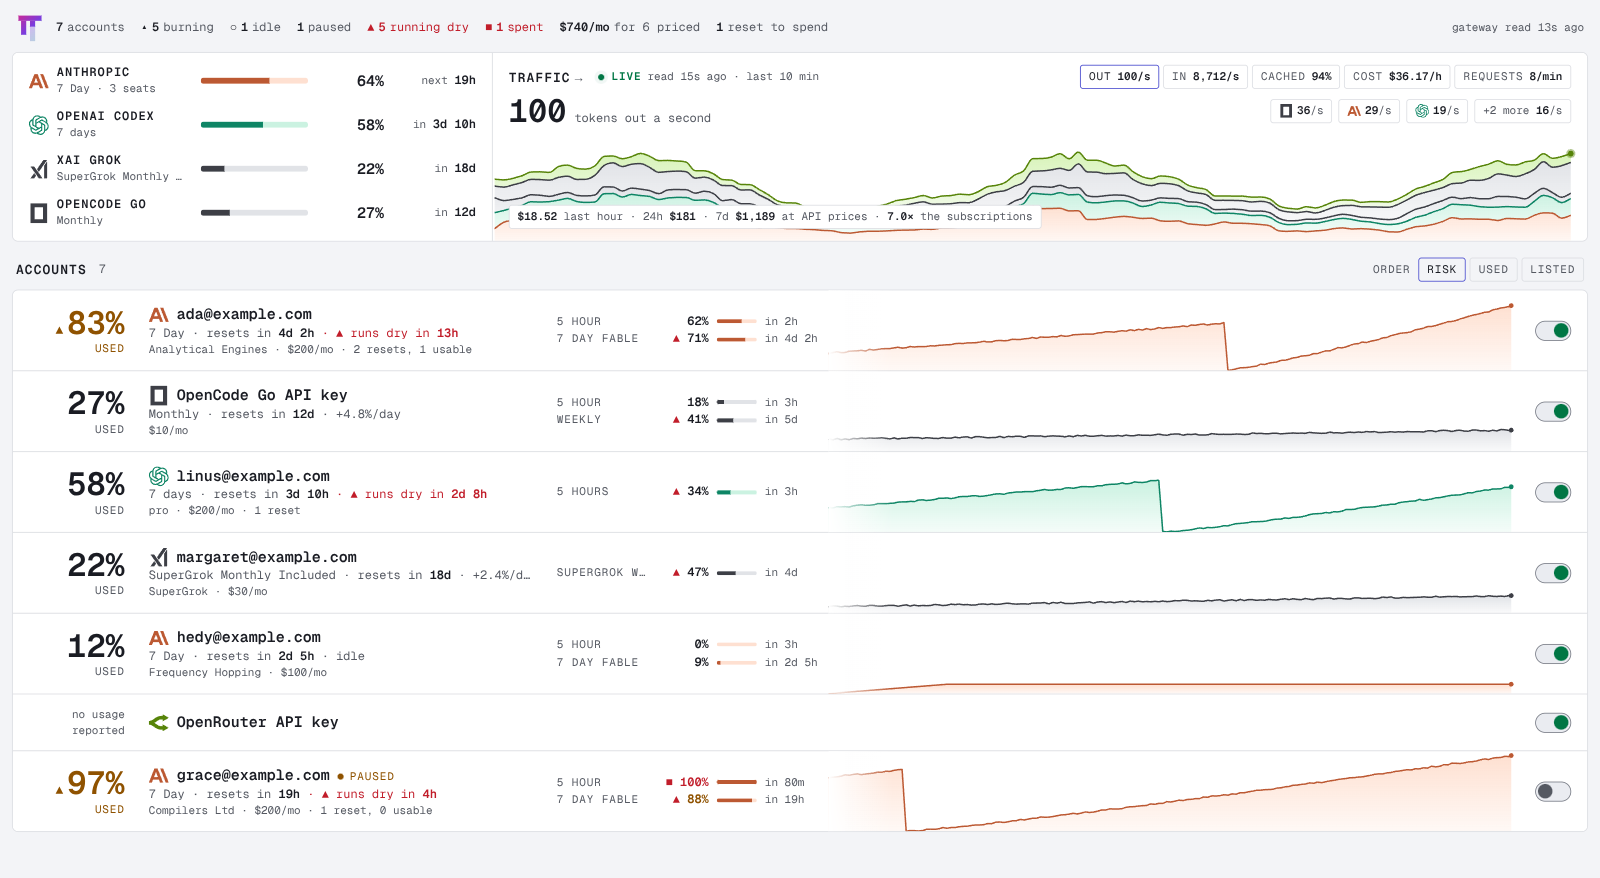 7 accounts ▲ 5 burning ○ 1 idle 1 paused ▲ 5 running dry ■ 1 spent $740/mo for 6 priced 1 reset to spend gateway read 13s ago
ANTHROPIC
7 Day · 3 seats
64% next 19h
OPENAI CODEX
7 days
58% in 3d 10h
XAI GROK
SuperGrok Monthly …
22% in 18d
OPENCODE GO
Monthly
27% in 12d
TRAFFIC → ● LIVE read 15s ago · last 10 min
OUT 100/s IN 8,712/s CACHED 94% COST $36.17/h REQUESTS 8/min
100 tokens out a second
36/s 29/s 19/s +2 more 16/s
$18.52 last hour · 24h $181 · 7d $1,189 at API prices · 7.0× the subscriptions
ACCOUNTS 7
ORDER RISK USED LISTED
▲83%
USED
ada@example.com
7 Day · resets in 4d 2h · ▲ runs dry in 13h
Analytical Engines · $200/mo · 2 resets, 1 usable
5 HOUR 62% in 2h
7 DAY FABLE ▲ 71% in 4d 2h
27%
USED
OpenCode Go API key
Monthly · resets in 12d · +4.8%/day
$10/mo
5 HOUR 18% in 3h
WEEKLY ▲ 41% in 5d
58%
USED
linus@example.com
7 days · resets in 3d 10h · ▲ runs dry in 2d 8h
pro · $200/mo · 1 reset
5 HOURS ▲ 34% in 3h
22%
USED
margaret@example.com
SuperGrok Monthly Included · resets in 18d · +2.4%/d…
SuperGrok · $30/mo
SUPERGROK W… ▲ 47% in 4d
12%
USED
hedy@example.com
7 Day · resets in 2d 5h · idle
Frequency Hopping · $100/mo
5 HOUR 0% in 3h
7 DAY FABLE 9% in 2d 5h
no usage
reported
OpenRouter API key
▲97%
USED
grace@example.com ● PAUSED
7 Day · resets in 19h · ▲ runs dry in 4h
Compilers Ltd · $200/mo · 1 reset, 0 usable
5 HOUR ■ 100% in 80m
7 DAY FABLE ▲ 88% in 19h